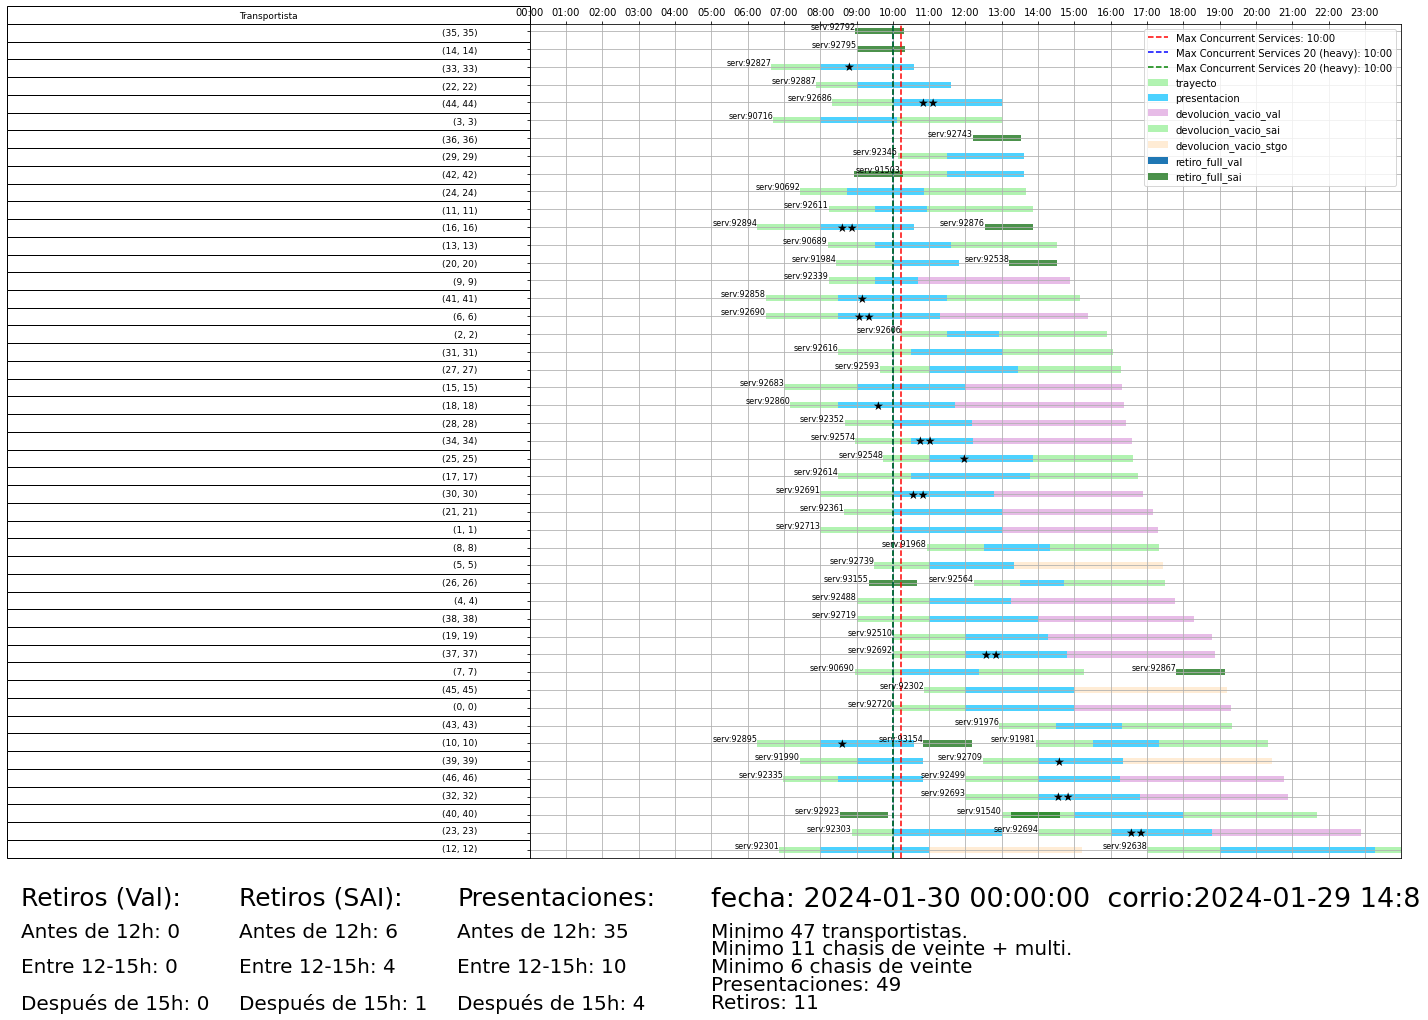 Transportista
00:00 01:00 02:00 03:00 04:00 05:00 06:00 07:00 08:00 09:00 10:00 11:00 12:00 13:00 14:00 15:00 16:00 17:00 18:00 19:00 20:00 21:00 22:00 23:00
Max Concurrent Services: 10:00
Max Concurrent Services 20 (heavy): 10:00
Max Concurrent Services 20 (heavy): 10:00
trayecto
presentacion
devolucion_vacio_val
devolucion_vacio_sai
devolucion_vacio_stgo
retiro_full_val
retiro_full_sai
(35, 35) serv:92792
(14, 14) serv:92795
(33, 33) serv:92827
(22, 22) serv:92887
(44, 44) serv:92686
(3, 3) serv:90716
(36, 36) serv:92743
(29, 29) serv:92345
(42, 42) serv:91503
(24, 24) serv:90692
(11, 11) serv:92611
(16, 16) serv:92894 serv:92876
(13, 13) serv:90689
(20, 20) serv:91984 serv:92538
(9, 9) serv:92339
(41, 41) serv:92858
(6, 6) serv:92690
(2, 2) serv:92606
(31, 31) serv:92616
(27, 27) serv:92593
(15, 15) serv:92683
(18, 18) serv:92860
(28, 28) serv:92352
(34, 34) serv:92574
(25, 25) serv:92548
(17, 17) serv:92614
(30, 30) serv:92691
(21, 21) serv:92361
(1, 1) serv:92713
(8, 8) serv:91968
(5, 5) serv:92739
(26, 26) serv:93155 serv:92564
(4, 4) serv:92488
(38, 38) serv:92719
(19, 19) serv:92510
(37, 37) serv:92692
(7, 7) serv:90690 serv:92867
(45, 45) serv:92302
(0, 0) serv:92720
(43, 43) serv:91976
(10, 10) serv:92895 serv:93154 serv:91981
(39, 39) serv:91990 serv:92709
(46, 46) serv:92335 serv:92499
(32, 32) serv:92693
(40, 40) serv:92923 serv:91540
(23, 23) serv:92303 serv:92694
(12, 12) serv:92301 serv:92638
Retiros (Val):
Antes de 12h: 0
Entre 12-15h: 0
Después de 15h: 0
Retiros (SAI):
Antes de 12h: 6
Entre 12-15h: 4
Después de 15h: 1
Presentaciones:
Antes de 12h: 35
Entre 12-15h: 10
Después de 15h: 4
fecha: 2024-01-30 00:00:00 corrio:2024-01-29 14:8
Minimo 47 transportistas.
Minimo 11 chasis de veinte + multi.
Minimo 6 chasis de veinte
Presentaciones: 49
Retiros: 11